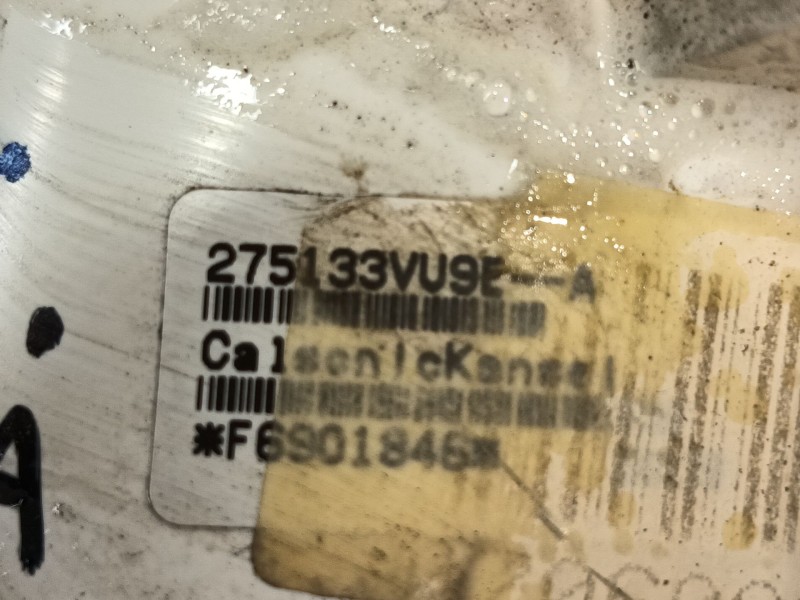 275133VU9E--A
CalsonicKansei
*F6901846*
A